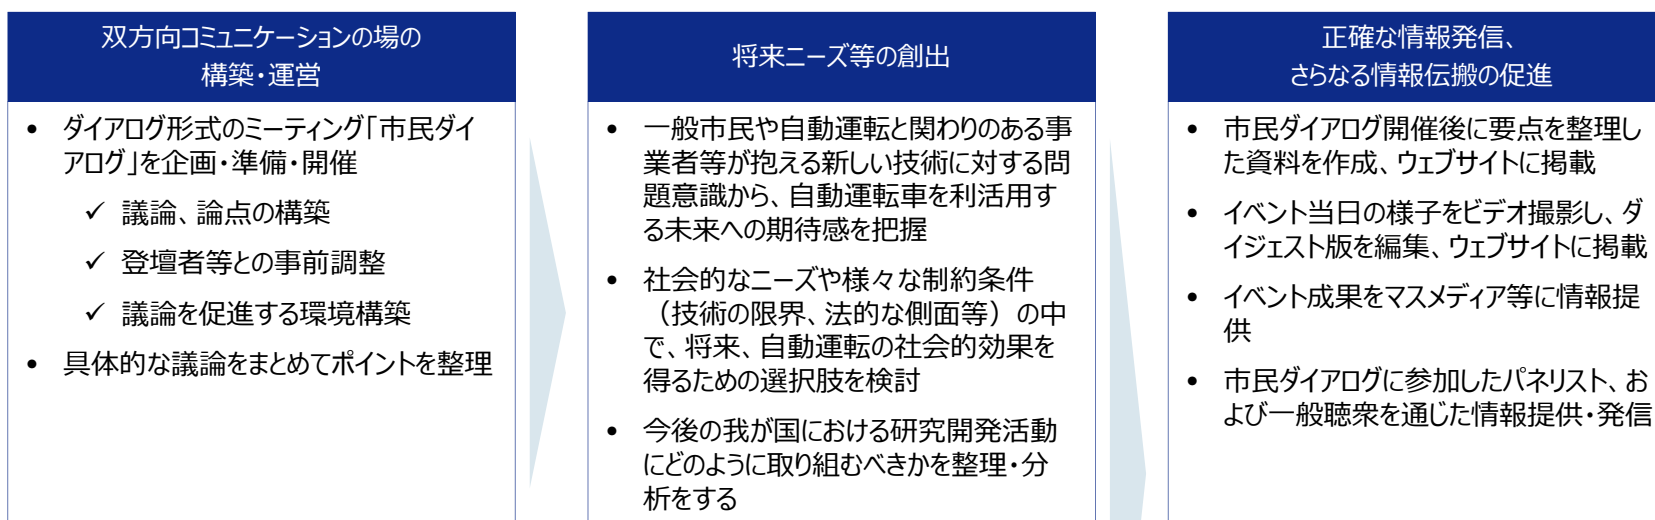 双方向コミュニケーションの場の
構築・運営
• ダイアログ形式のミーティング「市民ダイ
アログ」を企画・準備・開催
✓ 議論、論点の構築
✓ 登壇者等との事前調整
✓ 議論を促進する環境構築
• 具体的な議論をまとめてポイントを整理
将来ニーズ等の創出
• 一般市民や自動運転と関わりのある事
業者等が抱える新しい技術に対する問
題意識から、自動運転車を利活用す
る未来への期待感を把握
• 社会的なニーズや様々な制約条件
（技術の限界、法的な側面等）の中
で、将来、自動運転の社会的効果を
得るための選択肢を検討
• 今後の我が国における研究開発活動
にどのように取り組むべきかを整理・分
析をする
正確な情報発信、
さらなる情報伝搬の促進
• 市民ダイアログ開催後に要点を整理し
た資料を作成、ウェブサイトに掲載
• イベント当日の様子をビデオ撮影し、ダ
イジェスト版を編集、ウェブサイトに掲載
• イベント成果をマスメディア等に情報提
供
• 市民ダイアログに参加したパネリスト、お
よび一般聴衆を通じた情報提供・発信